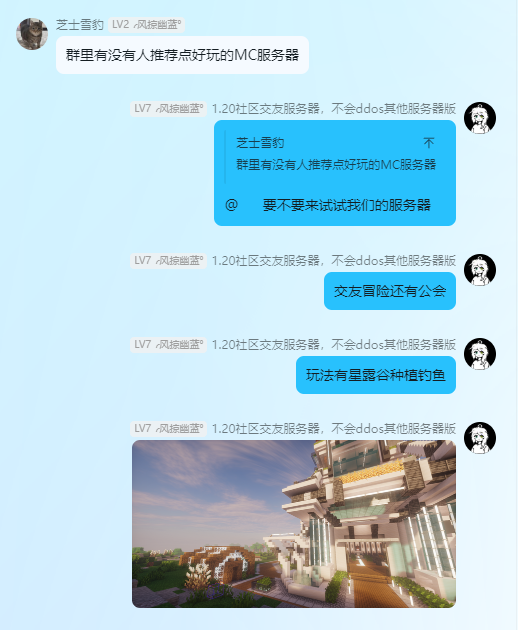 芝士雪豹 LV2 ௸风掠幽蓝º
群里有没有人推荐点好玩的MC服务器
LV7 ௸风掠幽蓝º 1.20社区交友服务器，不会ddos其他服务器版
芝士雪豹 不
群里有没有人推荐点好玩的MC服务器
@ 要不要来试试我们的服务器
LV7 ௸风掠幽蓝º 1.20社区交友服务器，不会ddos其他服务器版
交友冒险还有公会
LV7 ௸风掠幽蓝º 1.20社区交友服务器，不会ddos其他服务器版
玩法有星露谷种植钓鱼
LV7 ௸风掠幽蓝º 1.20社区交友服务器，不会ddos其他服务器版